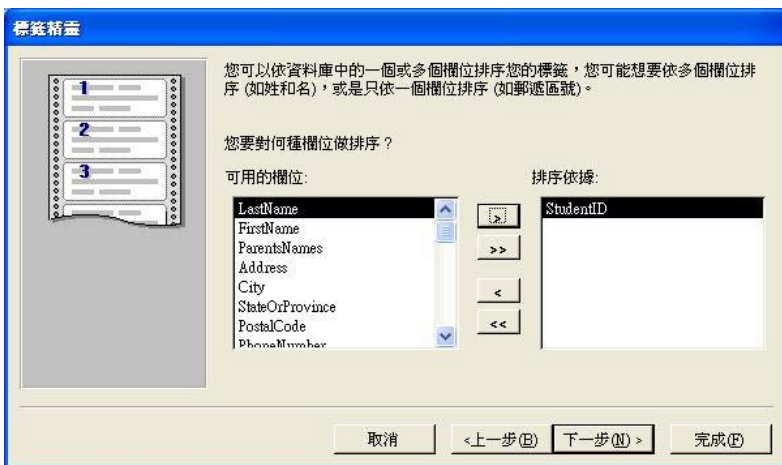 標籤精靈
1
2
3
您可以依資料庫中的一個或多個欄位排序您的標籤，您可能想要依多個欄位排
序 (如姓和名)，或是只依一個欄位排序 (如郵遞區號)。
您要對何種欄位做排序？
可用的欄位:
LastName
FirstName
ParentsNames
Address
City
StateOrProvince
PostalCode
PhoneNumber
>
>>
<
<<
排序依據:
StudentID
取消
<上一步(B)
下一步(N) >
完成(F)